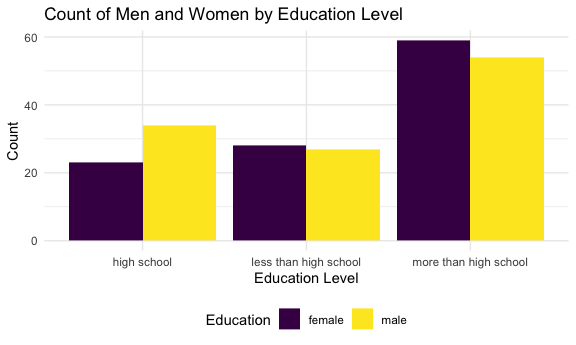 Count of Men and Women by Education Level
60
40
20
0
Count
high school less than high school more than high school
Education Level
Education female male